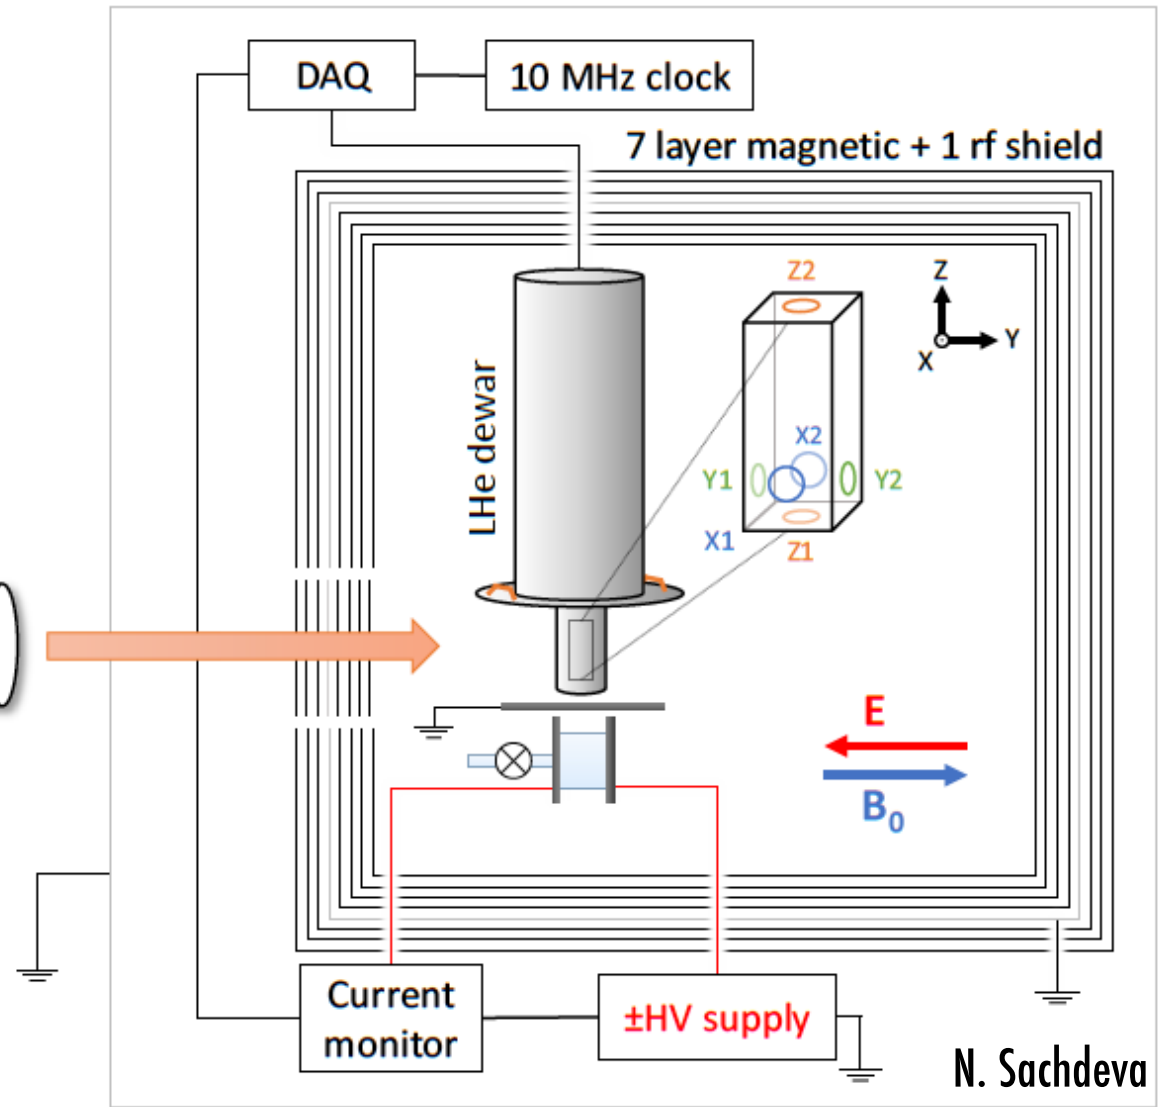 DAQ
10 MHz clock
7 layer magnetic + 1 rf shield
Z2
Z
Y
X
LHe dewar
X2
Y1
Y2
X1
Z1
E
B0
Current
monitor
±HV supply
N. Sachdeva